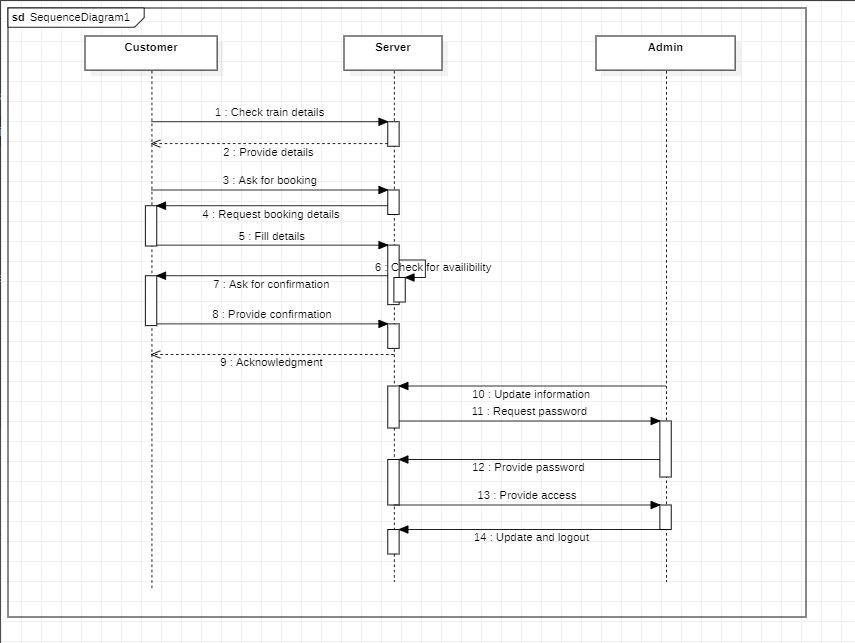 sd SequenceDiagram1
Customer
Server
Admin
1 : Check train details
2 : Provide details
3 : Ask for booking
4 : Request booking details
5 : Fill details
6 : Check for availibility
7 : Ask for confirmation
8 : Provide confirmation
9 : Acknowledgment
10 : Update information
11 : Request password
12 : Provide password
13 : Provide access
14 : Update and logout